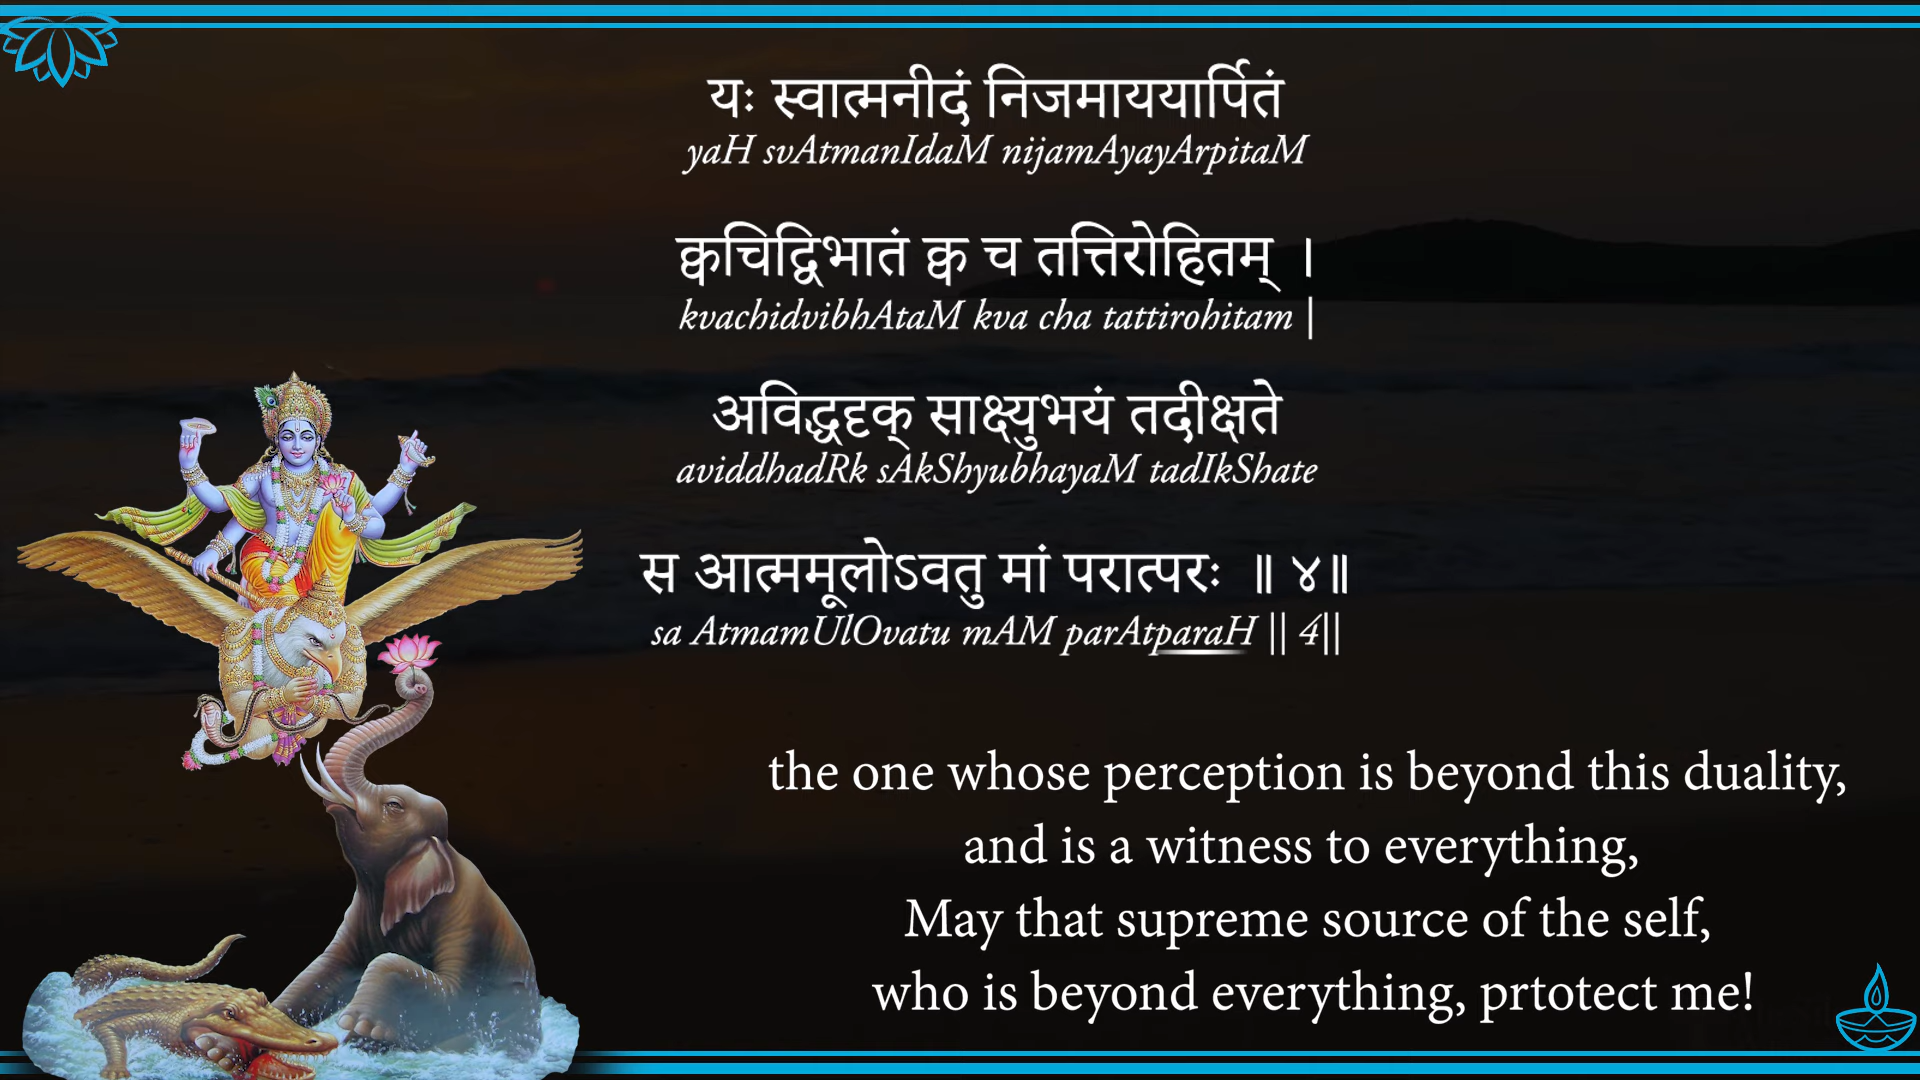 यः स्वात्मनीदं निजमाययार्पितं
yaH svAtmanIdaM nijamAyayArpitaM
क्वचिद्विभातं क्व च तत्तिरोहितम् ।
kvachidvibhAtaM kva cha tattirohitam |
अविद्धदृक् साक्ष्युभयं तदीक्षते
aviddhadRk sAkShyubhayaM tadIkShate
स आत्ममूलोऽवतु मां परात्परः ॥ ४॥
sa AtmamUlOvatu mAM parAtparaH || 4||
the one whose perception is beyond this duality,
and is a witness to everything,
May that supreme source of the self,
who is beyond everything, prtotect me!